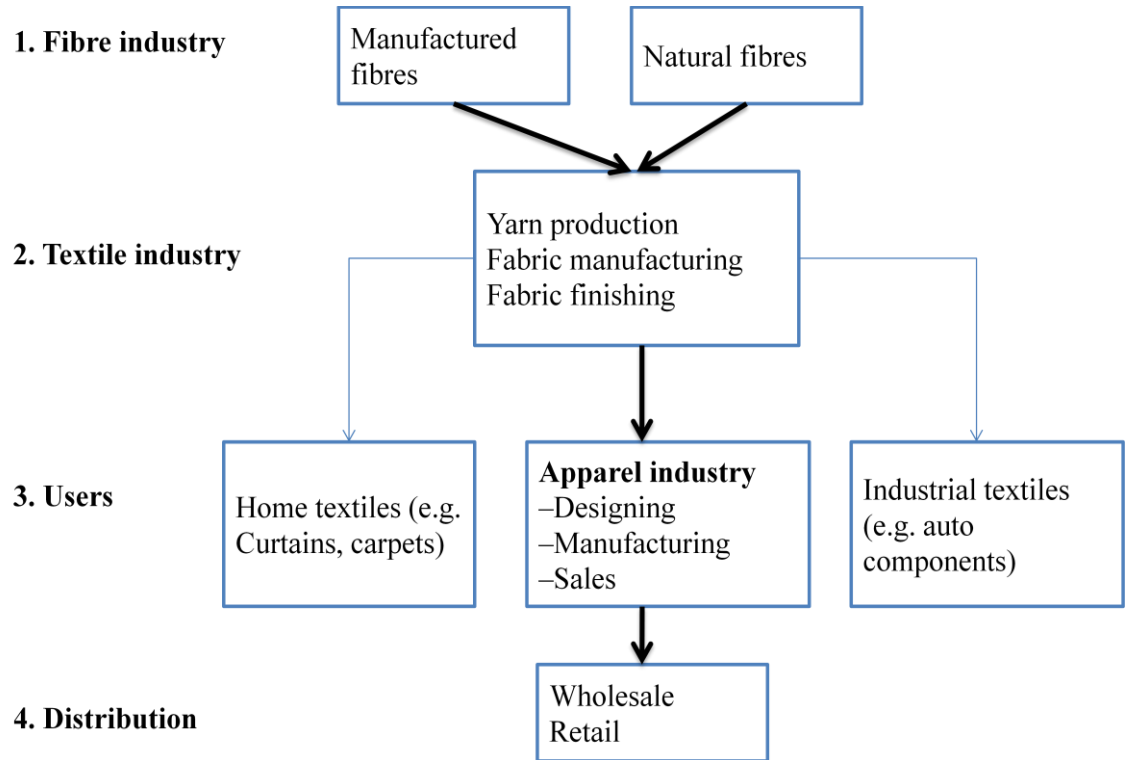 1. Fibre industry
Manufactured
fibres
Natural fibres
2. Textile industry
Yarn production
Fabric manufacturing
Fabric finishing
3. Users
Home textiles (e.g.
Curtains, carpets)
Apparel industry
–Designing
–Manufacturing
–Sales
Industrial textiles
(e.g. auto
components)
4. Distribution
Wholesale
Retail